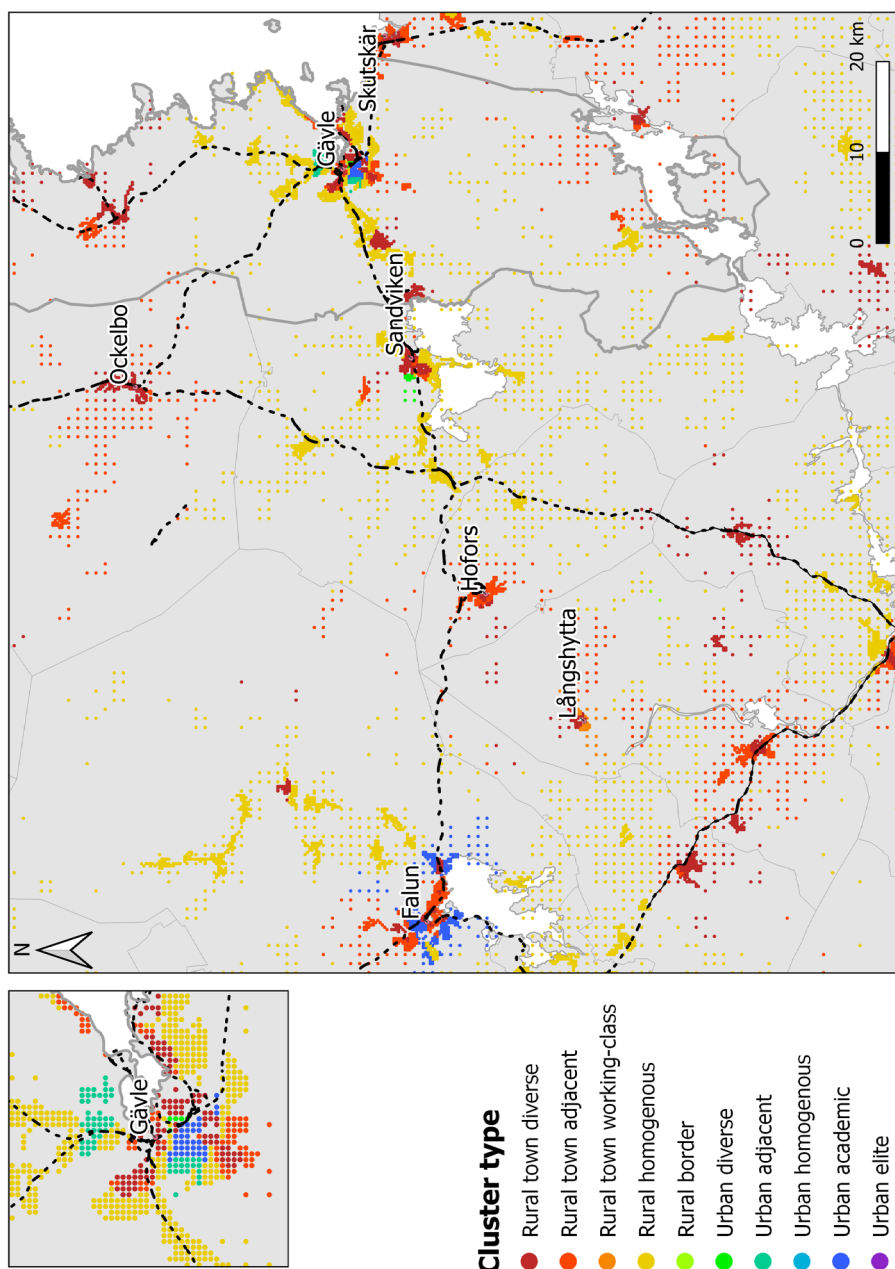 Gävle
Cluster type
Rural town diverse
Rural town adjacent
Rural town working-class
Rural homogenous
Rural border
Urban diverse
Urban adjacent
Urban homogenous
Urban academic
Urban elite
N
Falun
Långshytta
Hofors
Ockelbo
Sandviken
Gävle
Skutskär
0 10 20 km